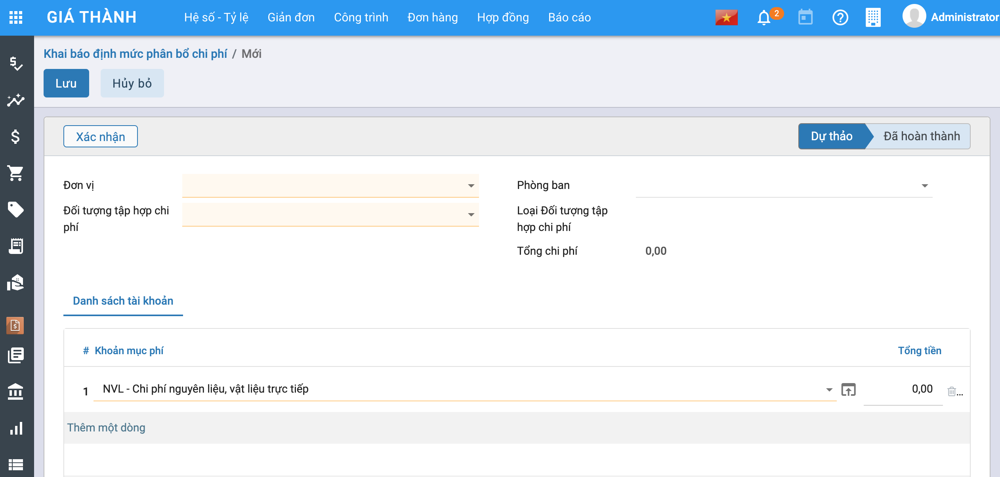 GIÁ THÀNH Hệ số - Tỷ lệ Giản đơn Công trình Đơn hàng Hợp đồng Báo cáo 2 Administrator
Khai báo định mức phân bổ chi phí / Mới
Lưu Hủy bỏ
Xác nhận Dự thảo Đã hoàn thành
Đơn vị Phòng ban
Đối tượng tập hợp chi phí Loại Đối tượng tập hợp chi phí
Tổng chi phí 0,00
Danh sách tài khoản
# Khoản mục phí Tổng tiền
1 NVL - Chi phí nguyên liệu, vật liệu trực tiếp 0,00 ...
Thêm một dòng